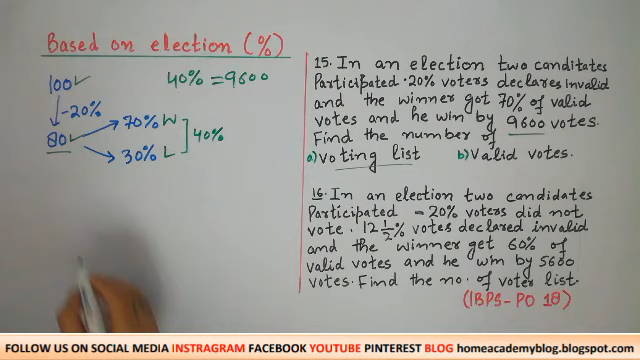 Based on election (%)
100✓
-20%
80✓
70% W
30% L
40%
40% = 9600
15. In an election two canditates
Participated · 20% voters declares Invalid
and the winner got 70% of valid
votes and he win by 9600 votes.
Find the number of
a) Voting list b) Valid votes.
16. In an election two candidates
Participated - 20% voters did not
vote. 12 1/2 % votes declared invalid
and the winner get 60% of
valid votes and he win by 5600
votes. Find the no. of voter list.
(IBPS-PO 18)
FOLLOW US ON SOCIAL MEDIA INSTRAGRAM FACEBOOK YOUTUBE PINTEREST BLOG homeacademyblog.blogspot.com